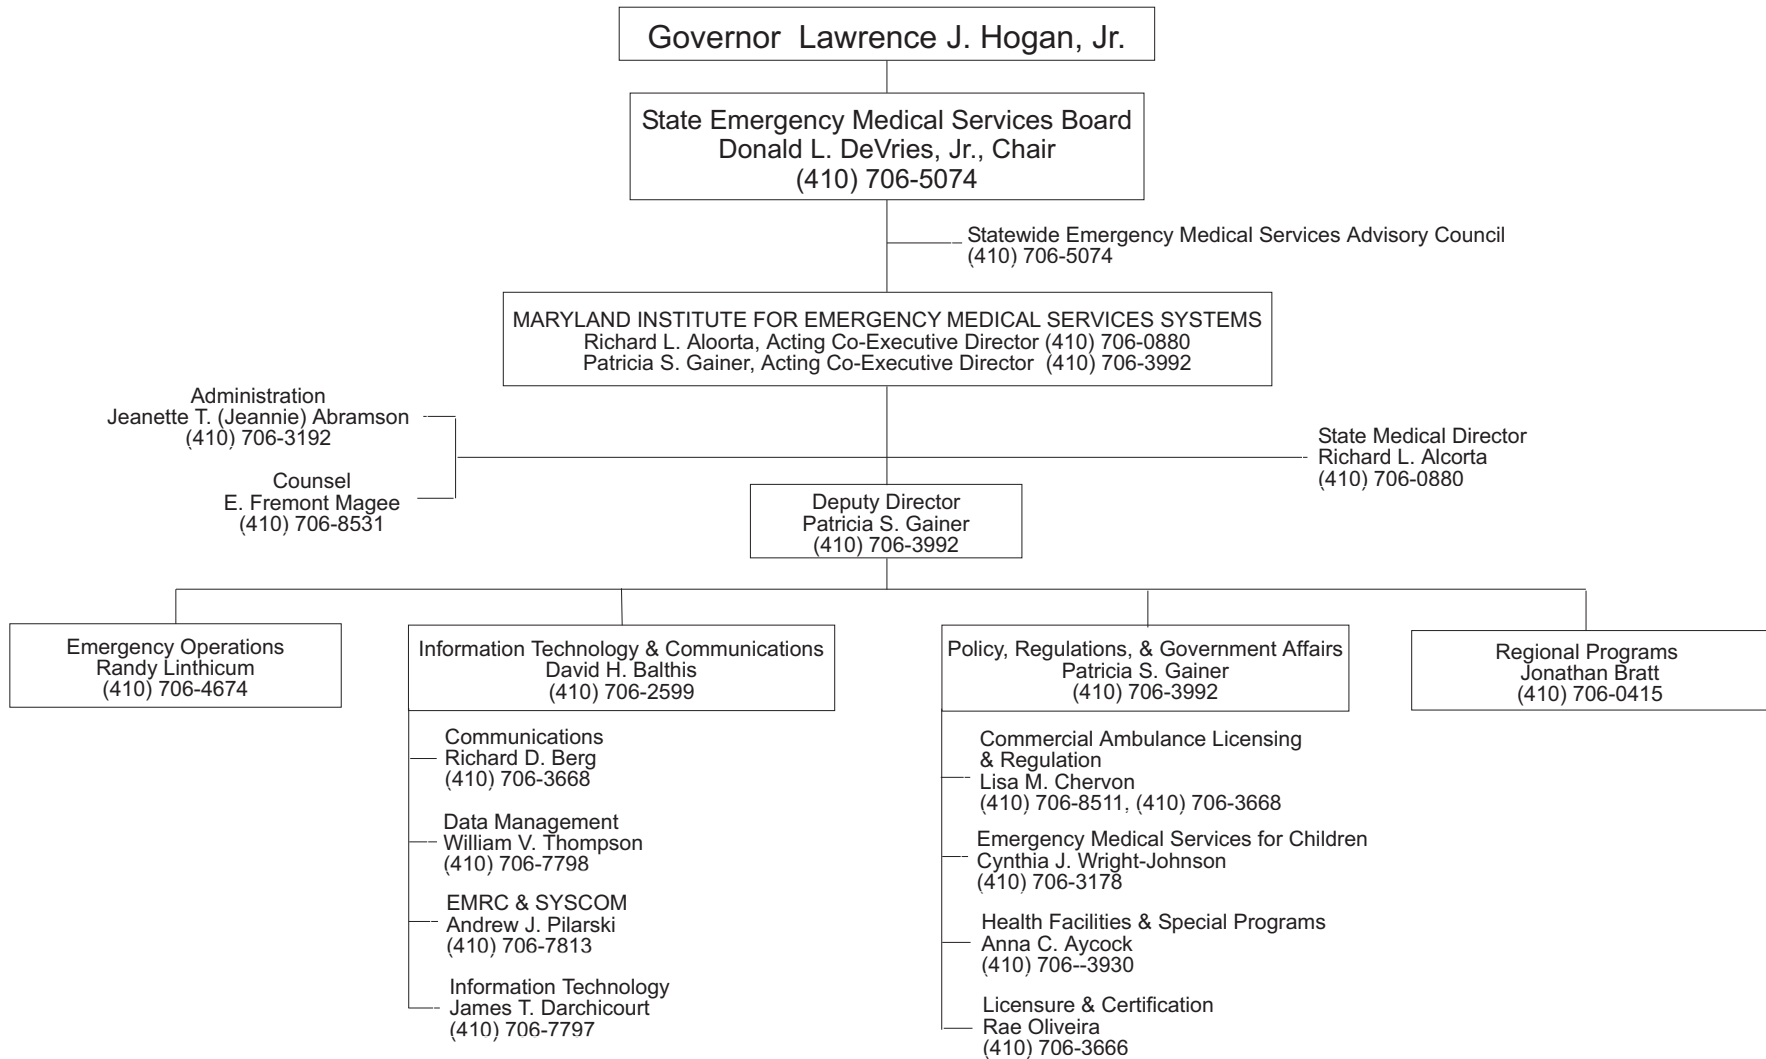 Governor Lawrence J. Hogan, Jr.
State Emergency Medical Services Board
Donald L. DeVries, Jr., Chair
(410) 706-5074
Statewide Emergency Medical Services Advisory Council
(410) 706-5074
MARYLAND INSTITUTE FOR EMERGENCY MEDICAL SERVICES SYSTEMS
Richard L. Aloorta, Acting Co-Executive Director (410) 706-0880
Patricia S. Gainer, Acting Co-Executive Director (410) 706-3992
Administration
Jeanette T. (Jeannie) Abramson
(410) 706-3192
Counsel
E. Fremont Magee
(410) 706-8531
State Medical Director
Richard L. Alcorta
(410) 706-0880
Deputy Director
Patricia S. Gainer
(410) 706-3992
Emergency Operations
Randy Linthicum
(410) 706-4674
Information Technology & Communications
David H. Balthis
(410) 706-2599
Communications
Richard D. Berg
(410) 706-3668
Data Management
William V. Thompson
(410) 706-7798
EMRC & SYSCOM
Andrew J. Pilarski
(410) 706-7813
Information Technology
James T. Darchicourt
(410) 706-7797
Policy, Regulations, & Government Affairs
Patricia S. Gainer
(410) 706-3992
Commercial Ambulance Licensing
& Regulation
Lisa M. Chervon
(410) 706-8511, (410) 706-3668
Emergency Medical Services for Children
Cynthia J. Wright-Johnson
(410) 706-3178
Health Facilities & Special Programs
Anna C. Aycock
(410) 706--3930
Licensure & Certification
Rae Oliveira
(410) 706-3666
Regional Programs
Jonathan Bratt
(410) 706-0415